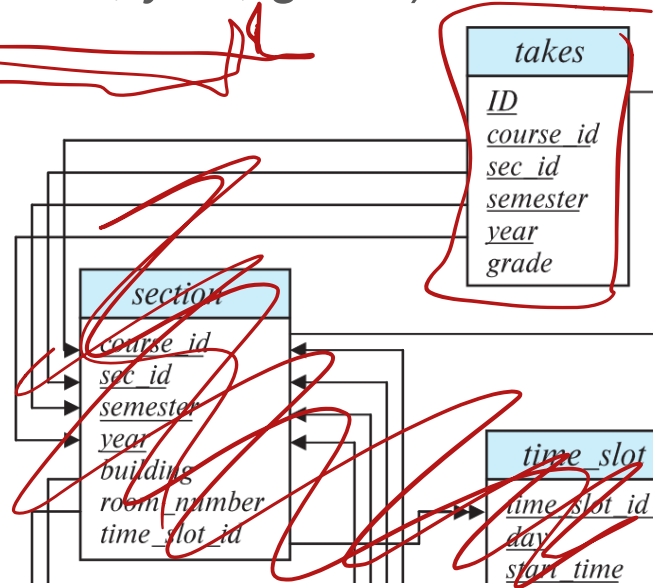 takes
ID
course_id
sec_id
semester
year
grade
section
course_id
sec_id
semester
year
building
room_number
time_slot_id
time_slot
time_slot_id
day
start_time